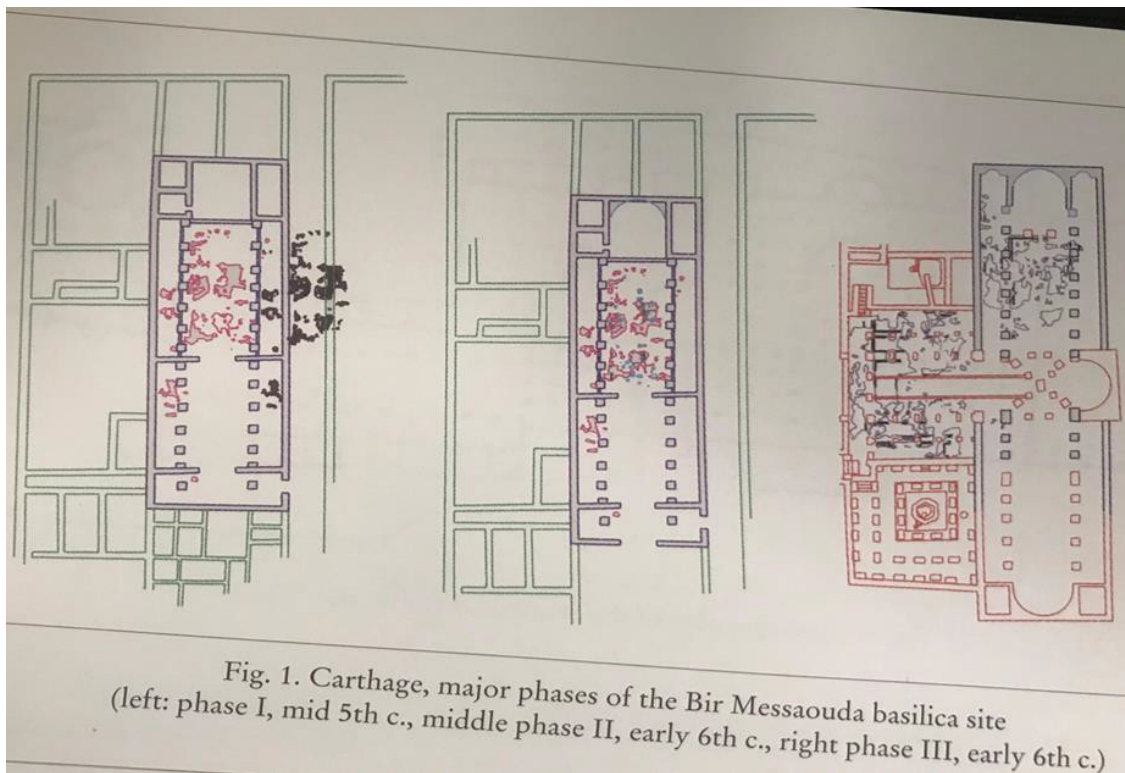 Fig. 1. Carthage, major phases of the Bir Messaouda basilica site
(left: phase I, mid 5th c., middle phase II, early 6th c., right phase III, early 6th c.)